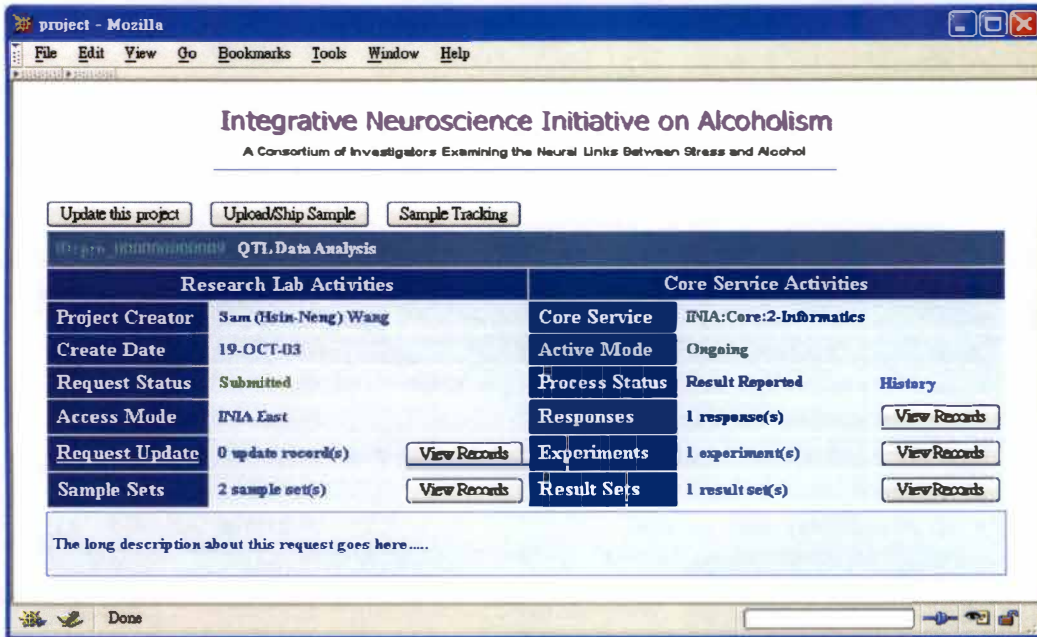 project - Mozilla
File Edit View Go Bookmarks Tools Window Help
Integrative Neuroscience Initiative on Alcoholism
A Consortium of Investigators Examining the Neural Links Between Stress and Alcohol
Update this project Upload/Ship Sample Sample Tracking
QTL Data Analysis
Research Lab Activities Core Service Activities
Project Creator Sam (Hsin-Neng) Wang Core Service INIA:Core:2-Informatics
Create Date 19-OCT-03 Active Mode Ongoing
Request Status Submitted Process Status Result Reported History
Access Mode INIA East Responses 1 response(s) View Records
Request Update 0 update record(s) View Records Experiments 1 experiment(s) View Records
Sample Sets 2 sample set(s) View Records Result Sets 1 result set(s) View Records
The long description about this request goes here.....
Done